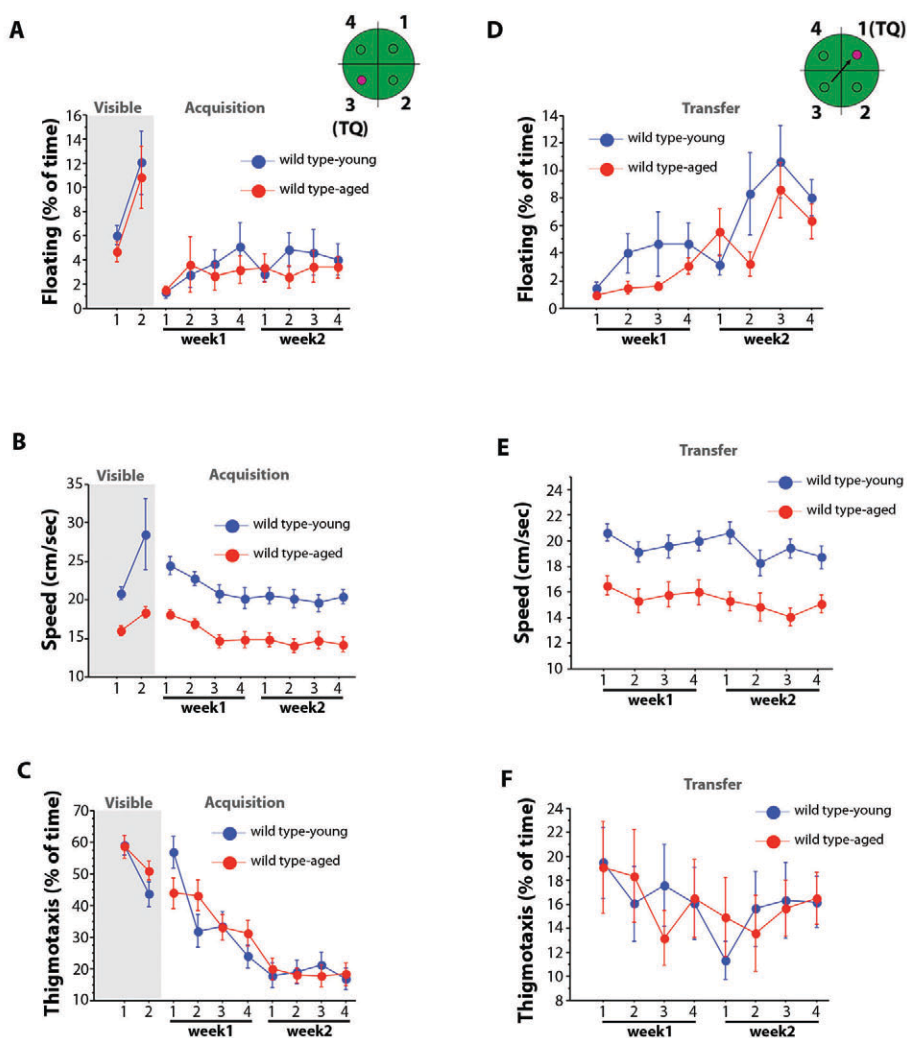 A
4 1
3 2
(TQ)
Visible Acquisition
Floating (% of time)
16
14
12
10
8
6
4
2
0
wild type-young
wild type-aged
1 2 1 2 3 4 1 2 3 4
week1 week2
D
4 1(TQ)
3 2
Transfer
Floating (% of time)
14
12
10
8
6
4
2
0
wild type-young
wild type-aged
1 2 3 4 1 2 3 4
week1 week2
B
Visible Acquisition
Speed (cm/sec)
35
30
25
20
15
10
wild type-young
wild type-aged
1 2 1 2 3 4 1 2 3 4
week1 week2
E
Transfer
Speed (cm/sec)
24
22
20
18
16
14
12
10
wild type-young
wild type-aged
1 2 3 4 1 2 3 4
week1 week2
C
Visible Acquisition
Thigmotaxis (% of time)
70
60
50
40
30
20
10
wild type-young
wild type-aged
1 2 1 2 3 4 1 2 3 4
week1 week2
F
Transfer
Thigmotaxis (% of time)
24
22
20
18
16
14
12
10
8
wild type-young
wild type-aged
1 2 3 4 1 2 3 4
week1 week2